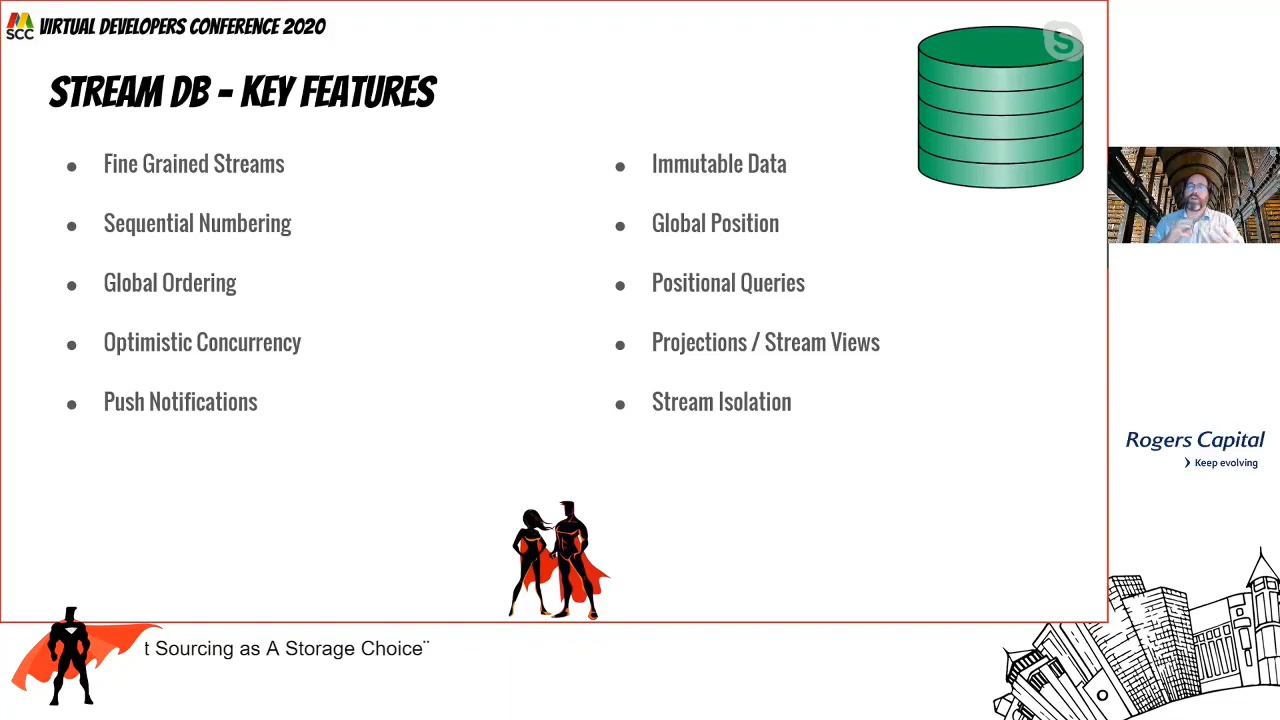 SCC VIRTUAL DEVELOPERS CONFERENCE 2020
STREAM DB - KEY FEATURES
● Fine Grained Streams
● Sequential Numbering
● Global Ordering
● Optimistic Concurrency
● Push Notifications
● Immutable Data
● Global Position
● Positional Queries
● Projections / Stream Views
● Stream Isolation
S
Rogers Capital
Keep evolving
t Sourcing as A Storage Choice¨